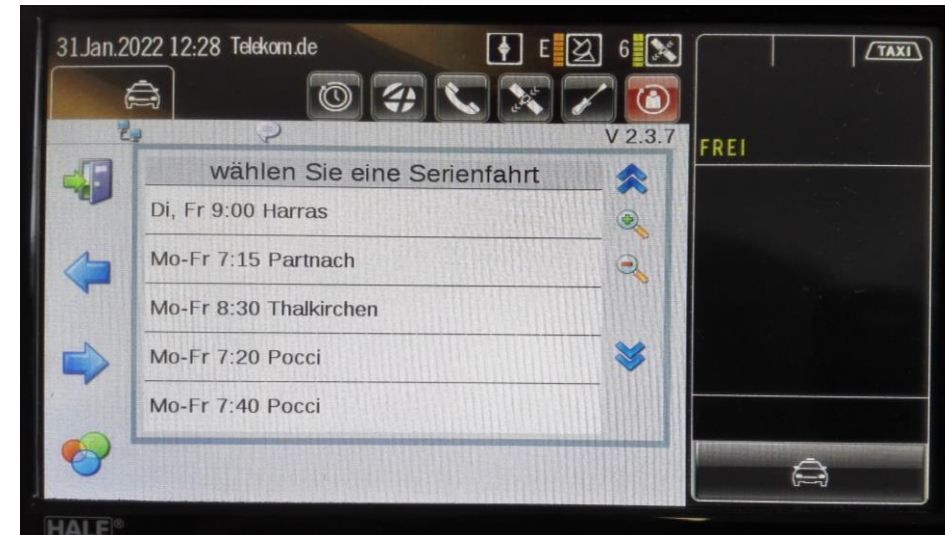 31.Jan.2022 12:28 Telekom.de E 6
TAXI
V 2.3.7
FREI
wählen Sie eine Serienfahrt
Di, Fr 9:00 Harras
Mo-Fr 7:15 Partnach
Mo-Fr 8:30 Thalkirchen
Mo-Fr 7:20 Pocci
Mo-Fr 7:40 Pocci
HALE®